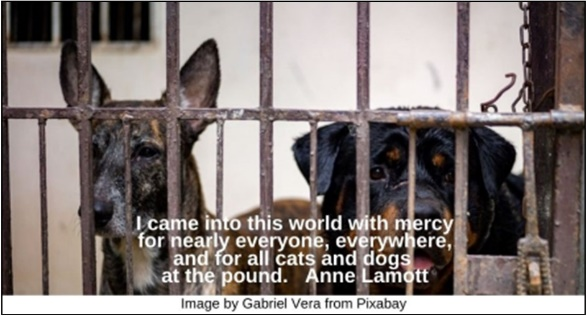 I came into this world with mercy
for nearly everyone, everywhere,
and for all cats and dogs
at the pound.   Anne Lamott
Image by Gabriel Vera from Pixabay